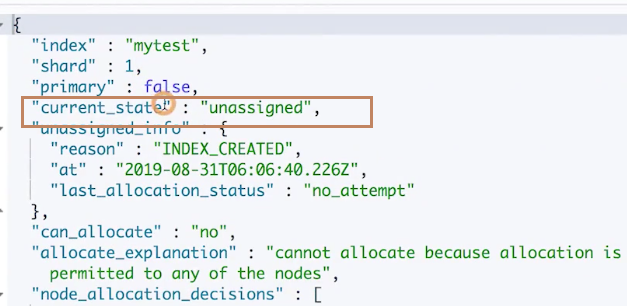 {
"index" : "mytest",
"shard" : 1,
"primary" : false,
"current_state" : "unassigned",
"unassigned_info" : {
"reason" : "INDEX_CREATED",
"at" : "2019-08-31T06:06:40.226Z",
"last_allocation_status" : "no_attempt"
},
"can_allocate" : "no",
"allocate_explanation" : "cannot allocate because allocation is
permitted to any of the nodes",
"node_allocation_decisions" : [